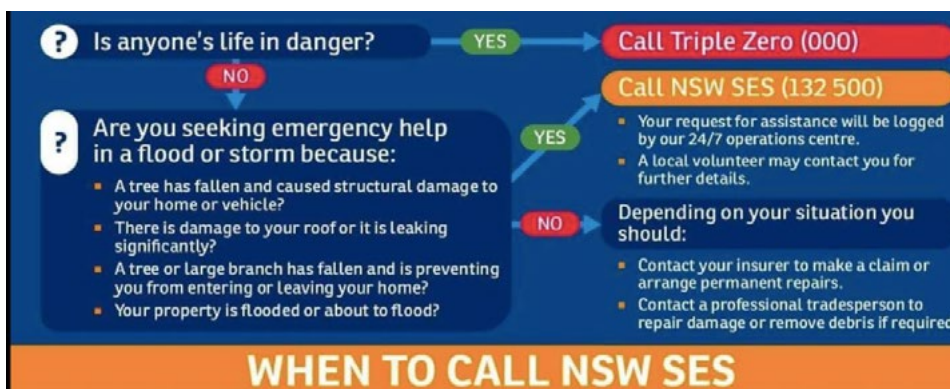 ? Is anyone's life in danger?
YES
Call Triple Zero (000)
NO
? Are you seeking emergency help
in a flood or storm because:
▪ A tree has fallen and caused structural damage to
your home or vehicle?
▪ There is damage to your roof or it is leaking
significantly?
▪ A tree or large branch has fallen and is preventing
you from entering or leaving your home?
▪ Your property is flooded or about to flood?
YES
Call NSW SES (132 500)
▪ Your request for assistance will be logged
by our 24/7 operations centre.
▪ A local volunteer may contact you for
further details.
NO
Depending on your situation you
should:
▪ Contact your insurer to make a claim or
arrange permanent repairs.
▪ Contact a professional tradesperson to
repair damage or remove debris if required
WHEN TO CALL NSW SES